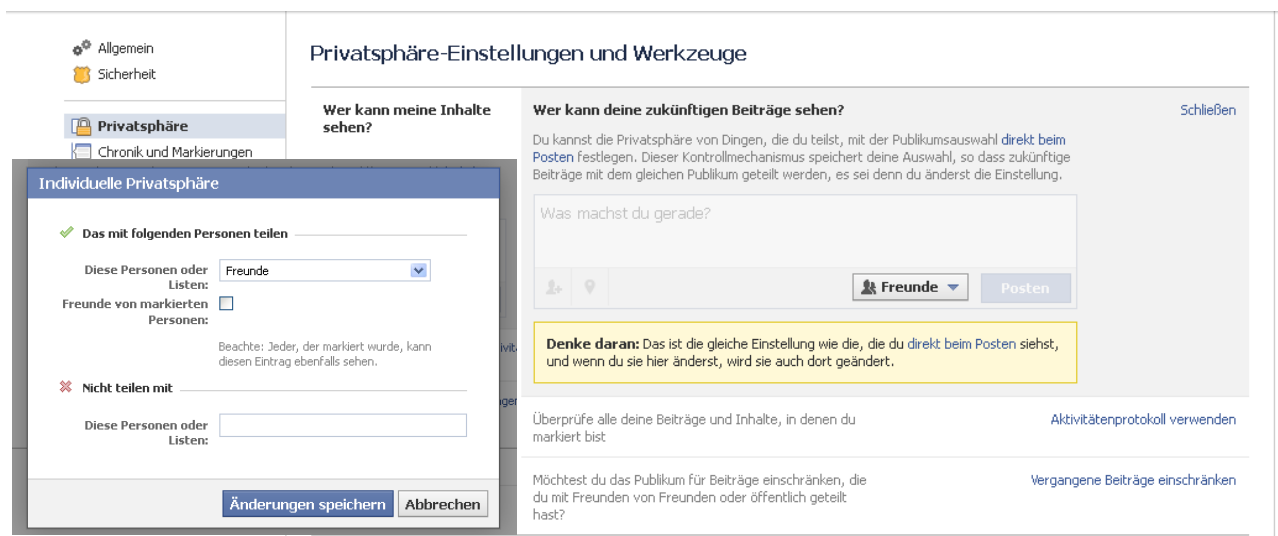 Allgemein
Sicherheit
Privatsphäre
Chronik und Markierungen
Privatsphäre-Einstellungen und Werkzeuge
Wer kann meine Inhalte
sehen?
Wer kann deine zukünftigen Beiträge sehen?
Schließen
Du kannst die Privatsphäre von Dingen, die du teilst, mit der Publikumsauswahl direkt beim
Posten festlegen. Dieser Kontrollmechanismus speichert deine Auswahl, so dass zukünftige
Beiträge mit dem gleichen Publikum geteilt werden, es sei denn du änderst die Einstellung.
Was machst du gerade?
Freunde
Posten
Denke daran: Das ist die gleiche Einstellung wie die, die du direkt beim Posten siehst,
und wenn du sie hier änderst, wird sie auch dort geändert.
Überprüfe alle deine Beiträge und Inhalte, in denen du
markiert bist
Aktivitätenprotokoll verwenden
Möchtest du das Publikum für Beiträge einschränken, die
du mit Freunden von Freunden oder öffentlich geteilt
hast?
Vergangene Beiträge einschränken
Individuelle Privatsphäre
Das mit folgenden Personen teilen
Diese Personen oder
Listen:
Freunde
Freunde von markierten
Personen:
Beachte: Jeder, der markiert wurde, kann
diesen Eintrag ebenfalls sehen.
Nicht teilen mit
Diese Personen oder
Listen:
Änderungen speichern
Abbrechen